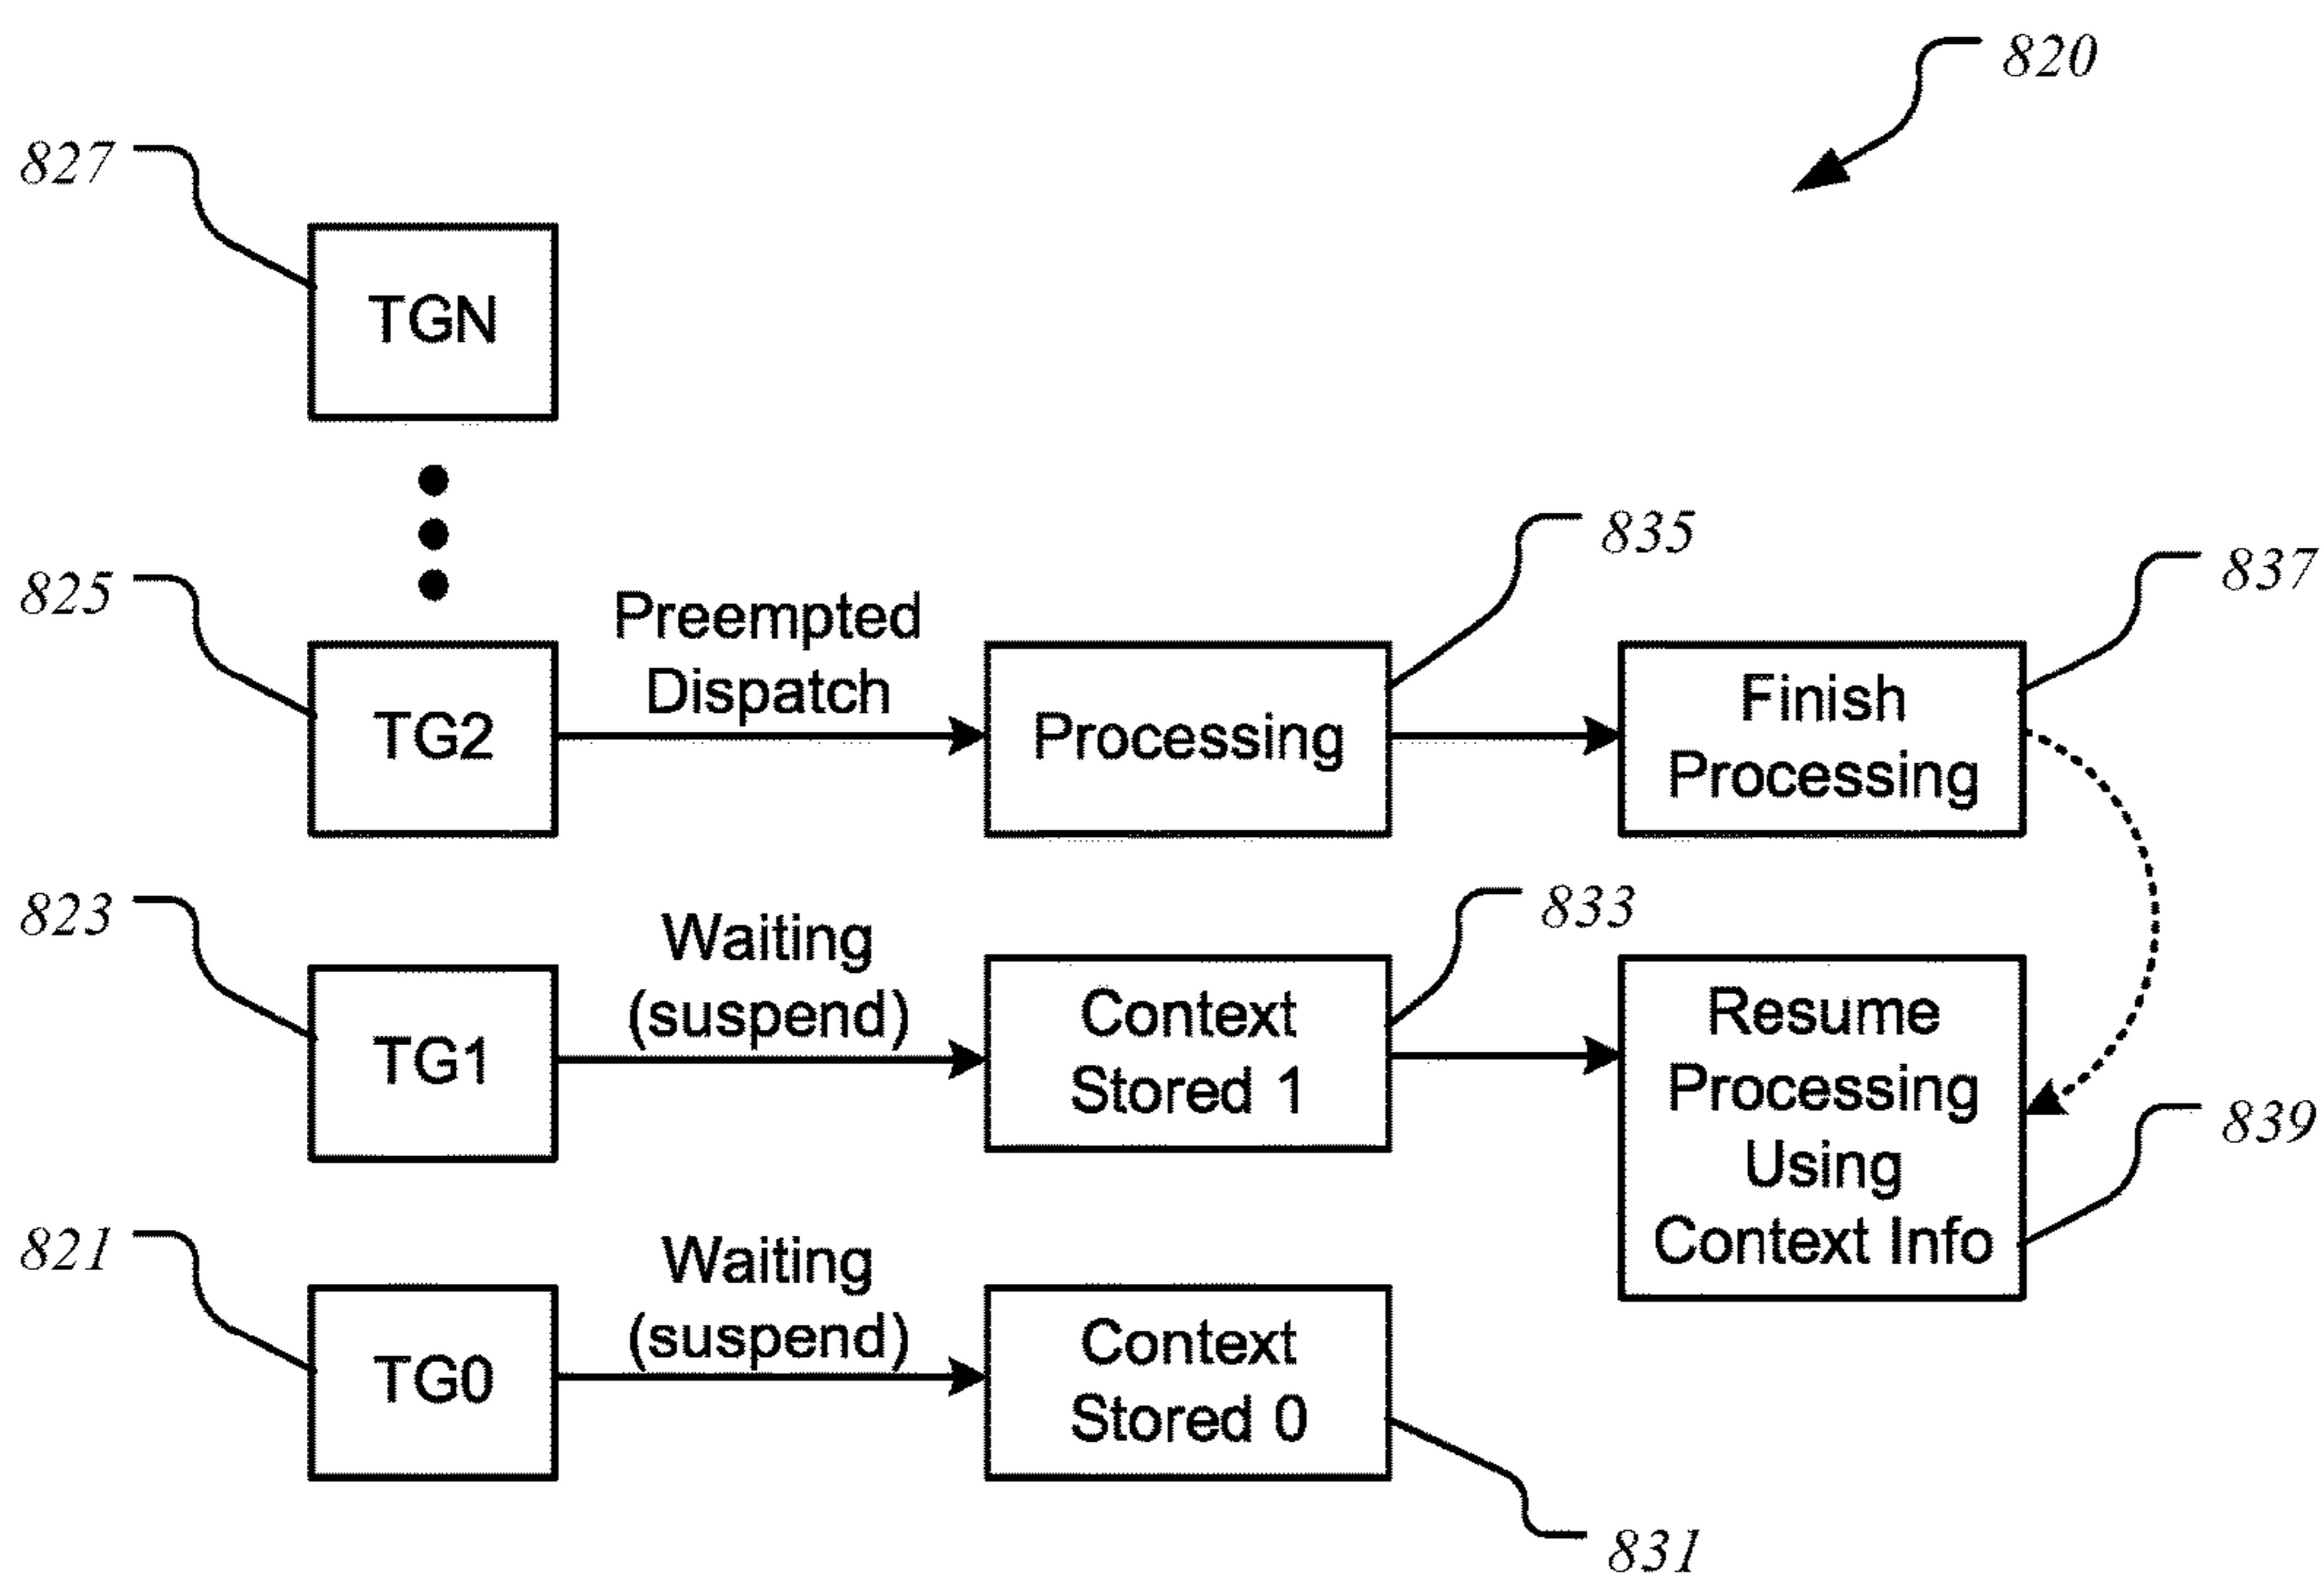 820
827
TGN
825
TG2
Preempted
Dispatch
Processing
835
Finish
Processing
837
823
TG1
Waiting
(suspend)
Context
Stored 1
833
Resume
Processing
Using
Context Info
839
821
TG0
Waiting
(suspend)
Context
Stored 0
831